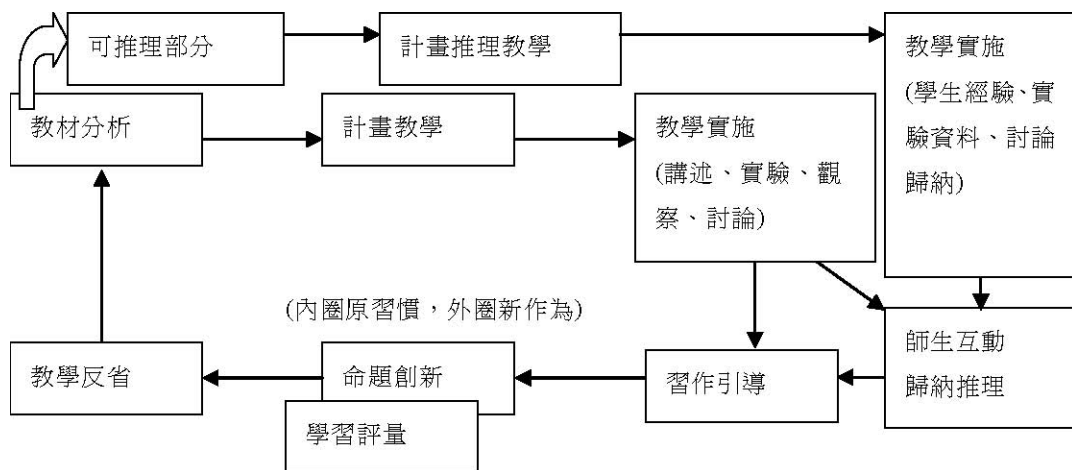 可推理部分
計畫推理教學
教學實施
(學生經驗、實
驗資料、討論
歸納)
教材分析
計畫教學
教學實施
(講述、實驗、觀
察、討論)
(內圈原習慣，外圈新作為)
師生互動
歸納推理
習作引導
命題創新
學習評量
教學反省